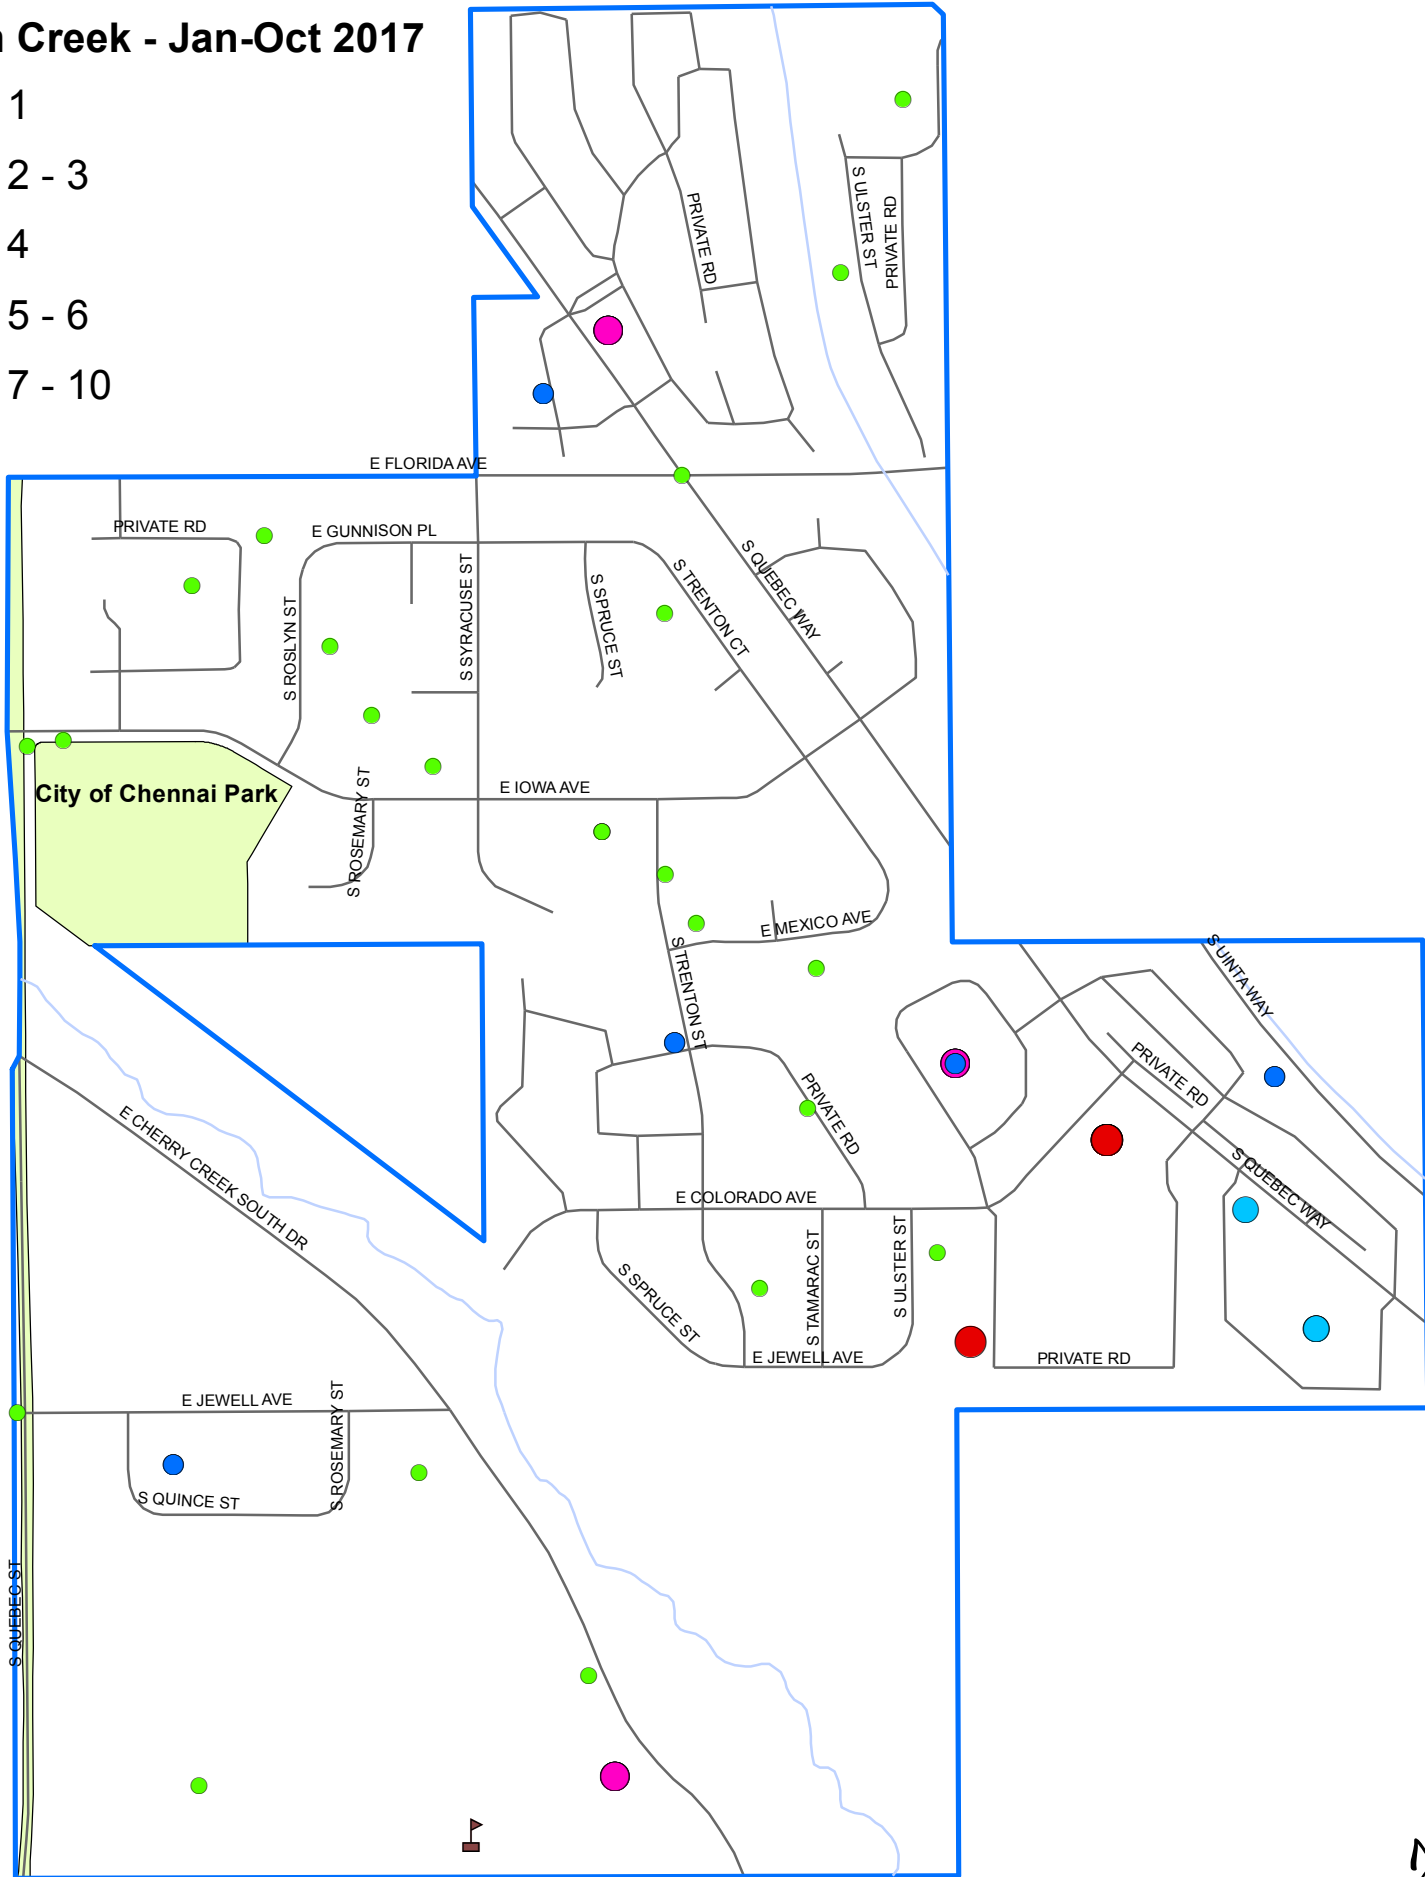 Creek - Jan-Oct 2017
1
2 - 3
4
5 - 6
7 - 10
PRIVATE RD
S ULSTER ST
PRIVATE RD
E FLORIDA AVE
PRIVATE RD
E GUNNISON PL
S QUEBEC WAY
S TRENTON CT
S SYRACUSE ST
S SPRUCE ST
S ROSLYN ST
City of Chennai Park
E IOWA AVE
S ROSEMARY ST
E MEXICO AVE
S TRENTON ST
S UINTA WAY
PRIVATE RD
PRIVATE RD
E CHERRY CREEK SOUTH DR
S QUEBEC WAY
E COLORADO AVE
S SPRUCE ST
S TAMARAC ST
S ULSTER ST
E JEWELL AVE
PRIVATE RD
E JEWELL AVE
S ROSEMARY ST
S QUINCE ST
S QUEBEC ST